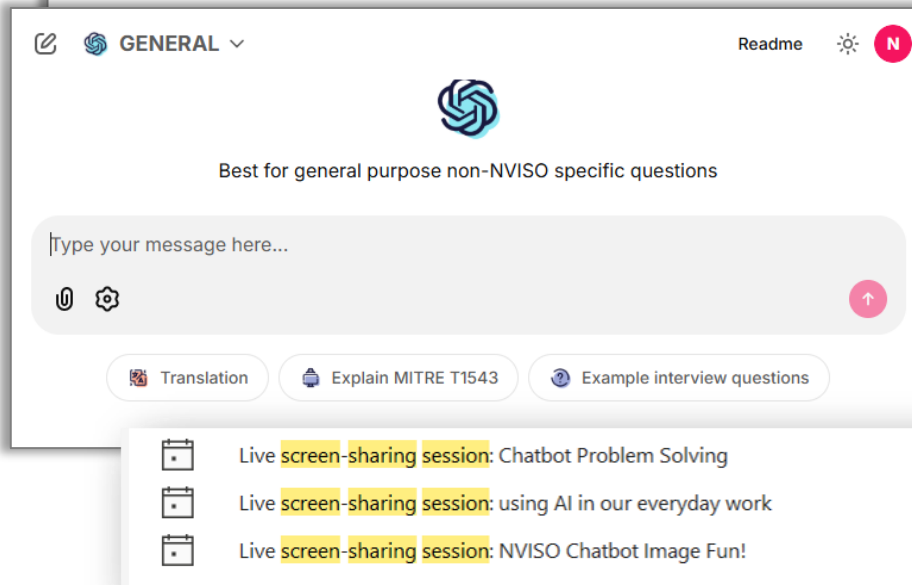 GENERAL Readme N
Best for general purpose non-NVISO specific questions
Type your message here...
Translation Explain MITRE T1543 Example interview questions
Live screen-sharing session: Chatbot Problem Solving
Live screen-sharing session: using AI in our everyday work
Live screen-sharing session: NVISO Chatbot Image Fun!